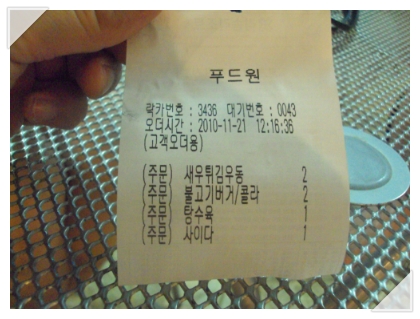 푸드원
락카번호 : 3436 대기번호 : 0043
오더시간 : 2010-11-21 12:16:36
(고객오더용)
(주문) 새우튀김우동 2
(주문) 불고기버거/콜라 2
(주문) 탕수육 1
(주문) 사이다 1